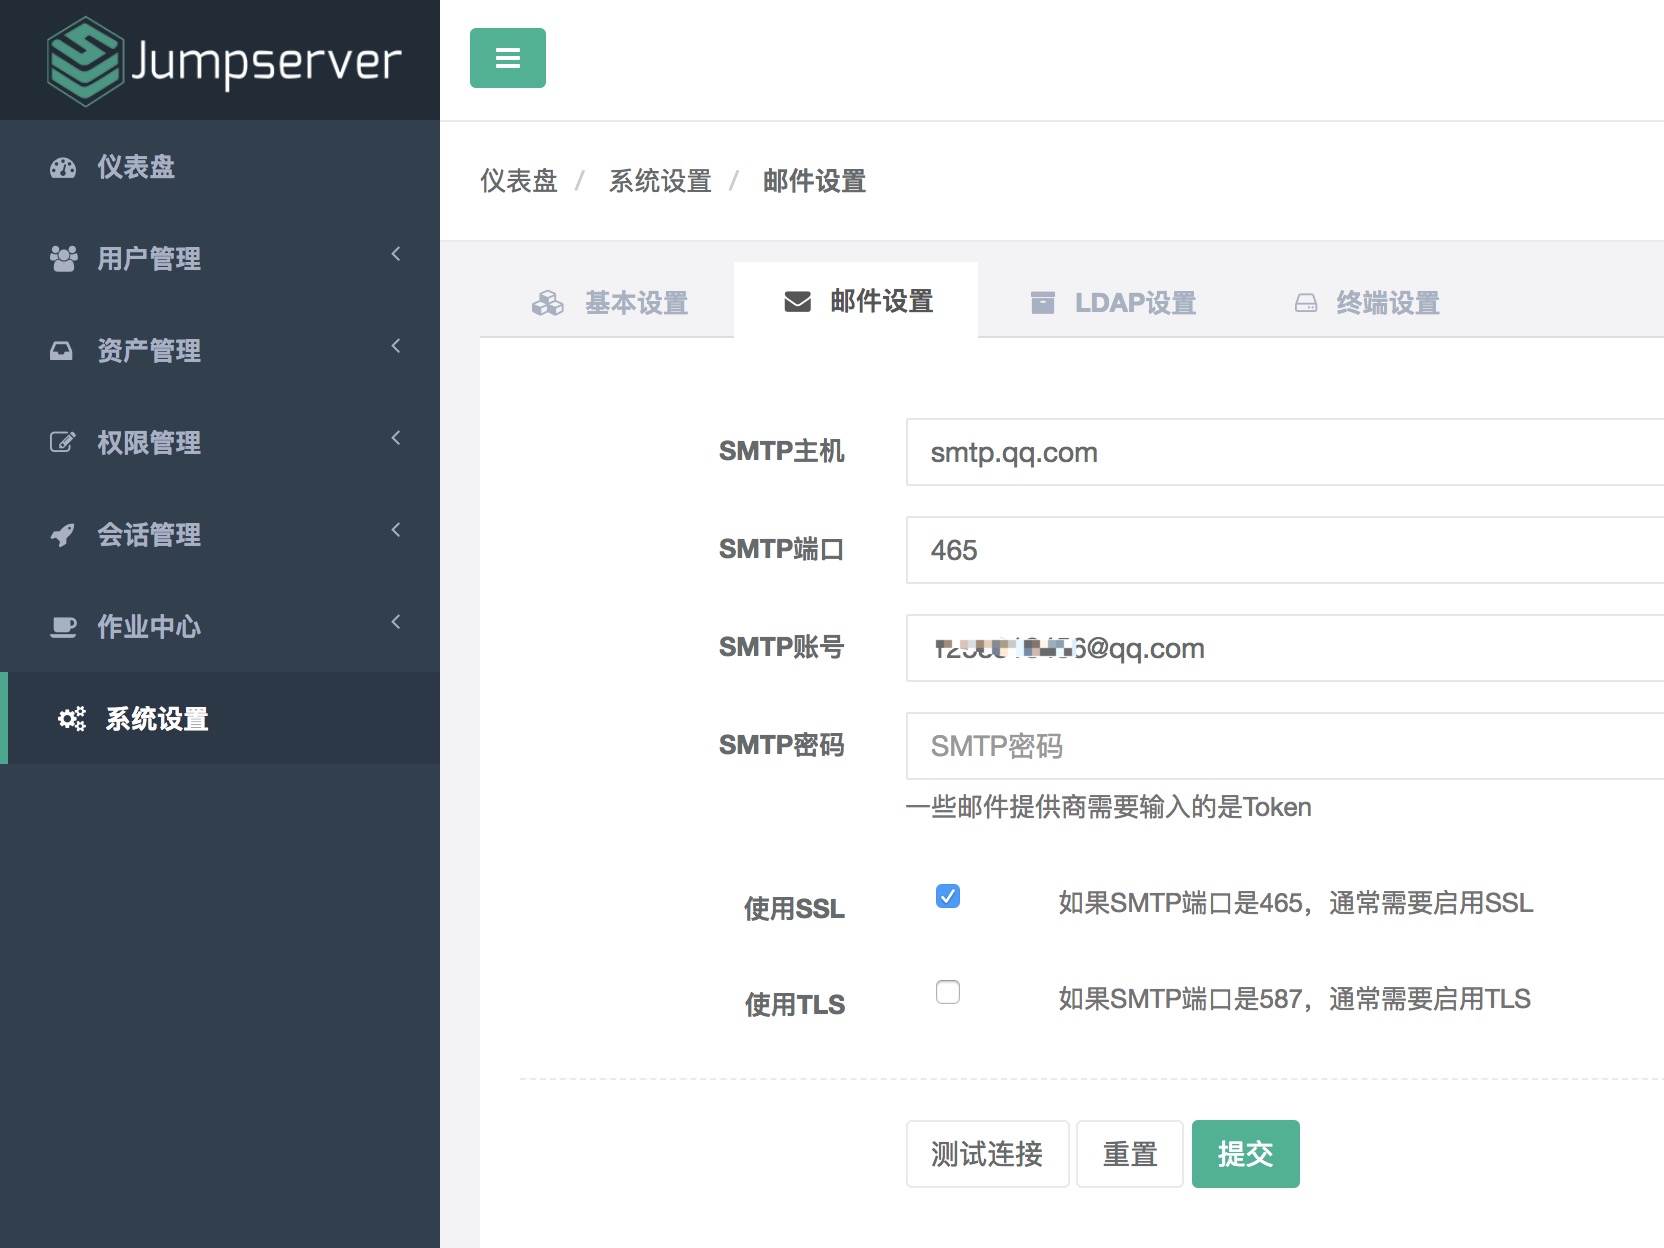 Jumpserver
仪表盘
用户管理
资产管理
权限管理
会话管理
作业中心
系统设置
仪表盘 / 系统设置 / 邮件设置
基本设置 邮件设置 LDAP设置 终端设置
SMTP主机 smtp.qq.com
SMTP端口 465
SMTP账号 @qq.com
SMTP密码 SMTP密码
一些邮件提供商需要输入的是Token
使用SSL 如果SMTP端口是465，通常需要启用SSL
使用TLS 如果SMTP端口是587，通常需要启用TLS
测试连接 重置 提交